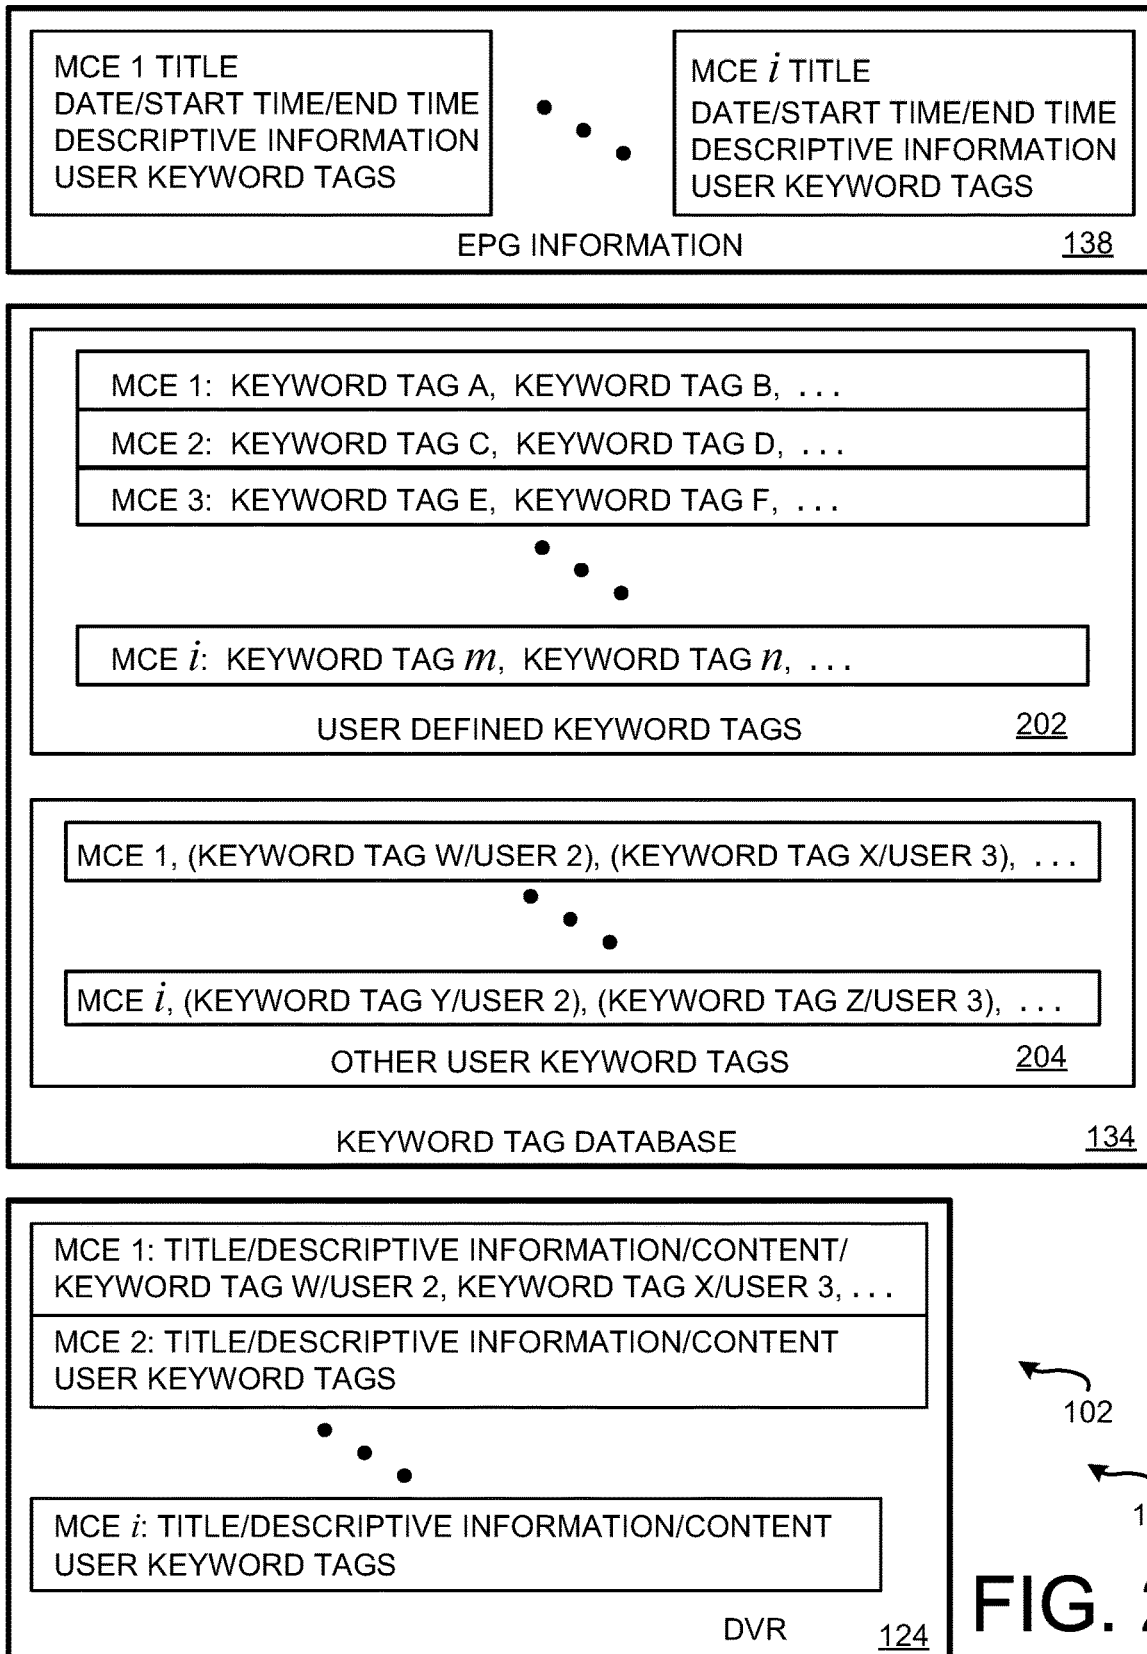 MCE 1 TITLE
DATE/START TIME/END TIME
DESCRIPTIVE INFORMATION
USER KEYWORD TAGS
MCE i TITLE
DATE/START TIME/END TIME
DESCRIPTIVE INFORMATION
USER KEYWORD TAGS
EPG INFORMATION 138
MCE 1: KEYWORD TAG A, KEYWORD TAG B, . . .
MCE 2: KEYWORD TAG C, KEYWORD TAG D, . . .
MCE 3: KEYWORD TAG E, KEYWORD TAG F, . . .
MCE i: KEYWORD TAG m, KEYWORD TAG n, . . .
USER DEFINED KEYWORD TAGS 202
MCE 1, (KEYWORD TAG W/USER 2), (KEYWORD TAG X/USER 3), . . .
MCE i, (KEYWORD TAG Y/USER 2), (KEYWORD TAG Z/USER 3), . . .
OTHER USER KEYWORD TAGS 204
KEYWORD TAG DATABASE 134
MCE 1: TITLE/DESCRIPTIVE INFORMATION/CONTENT/
KEYWORD TAG W/USER 2, KEYWORD TAG X/USER 3, . . .
MCE 2: TITLE/DESCRIPTIVE INFORMATION/CONTENT
USER KEYWORD TAGS
102
MCE i: TITLE/DESCRIPTIVE INFORMATION/CONTENT
USER KEYWORD TAGS
DVR 124
FIG. 2